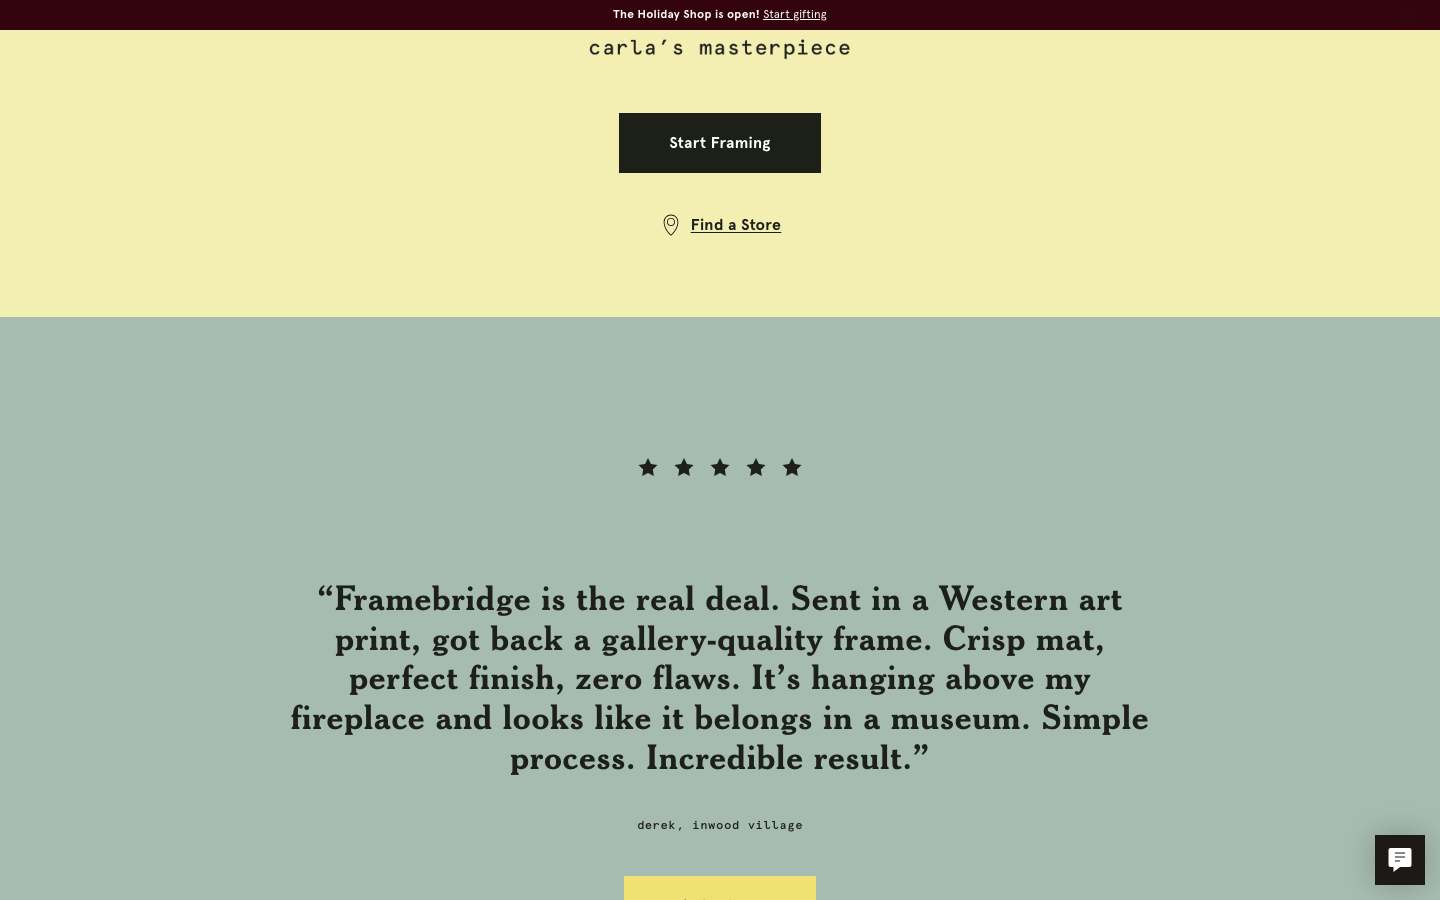 The Holiday Shop is open! Start gifting
carla’s masterpiece
Start Framing
Find a Store
“Framebridge is the real deal. Sent in a Western art
print, got back a gallery-quality frame. Crisp mat,
perfect finish, zero flaws. It’s hanging above my
fireplace and looks like it belongs in a museum. Simple
process. Incredible result.”
derek, inwood village